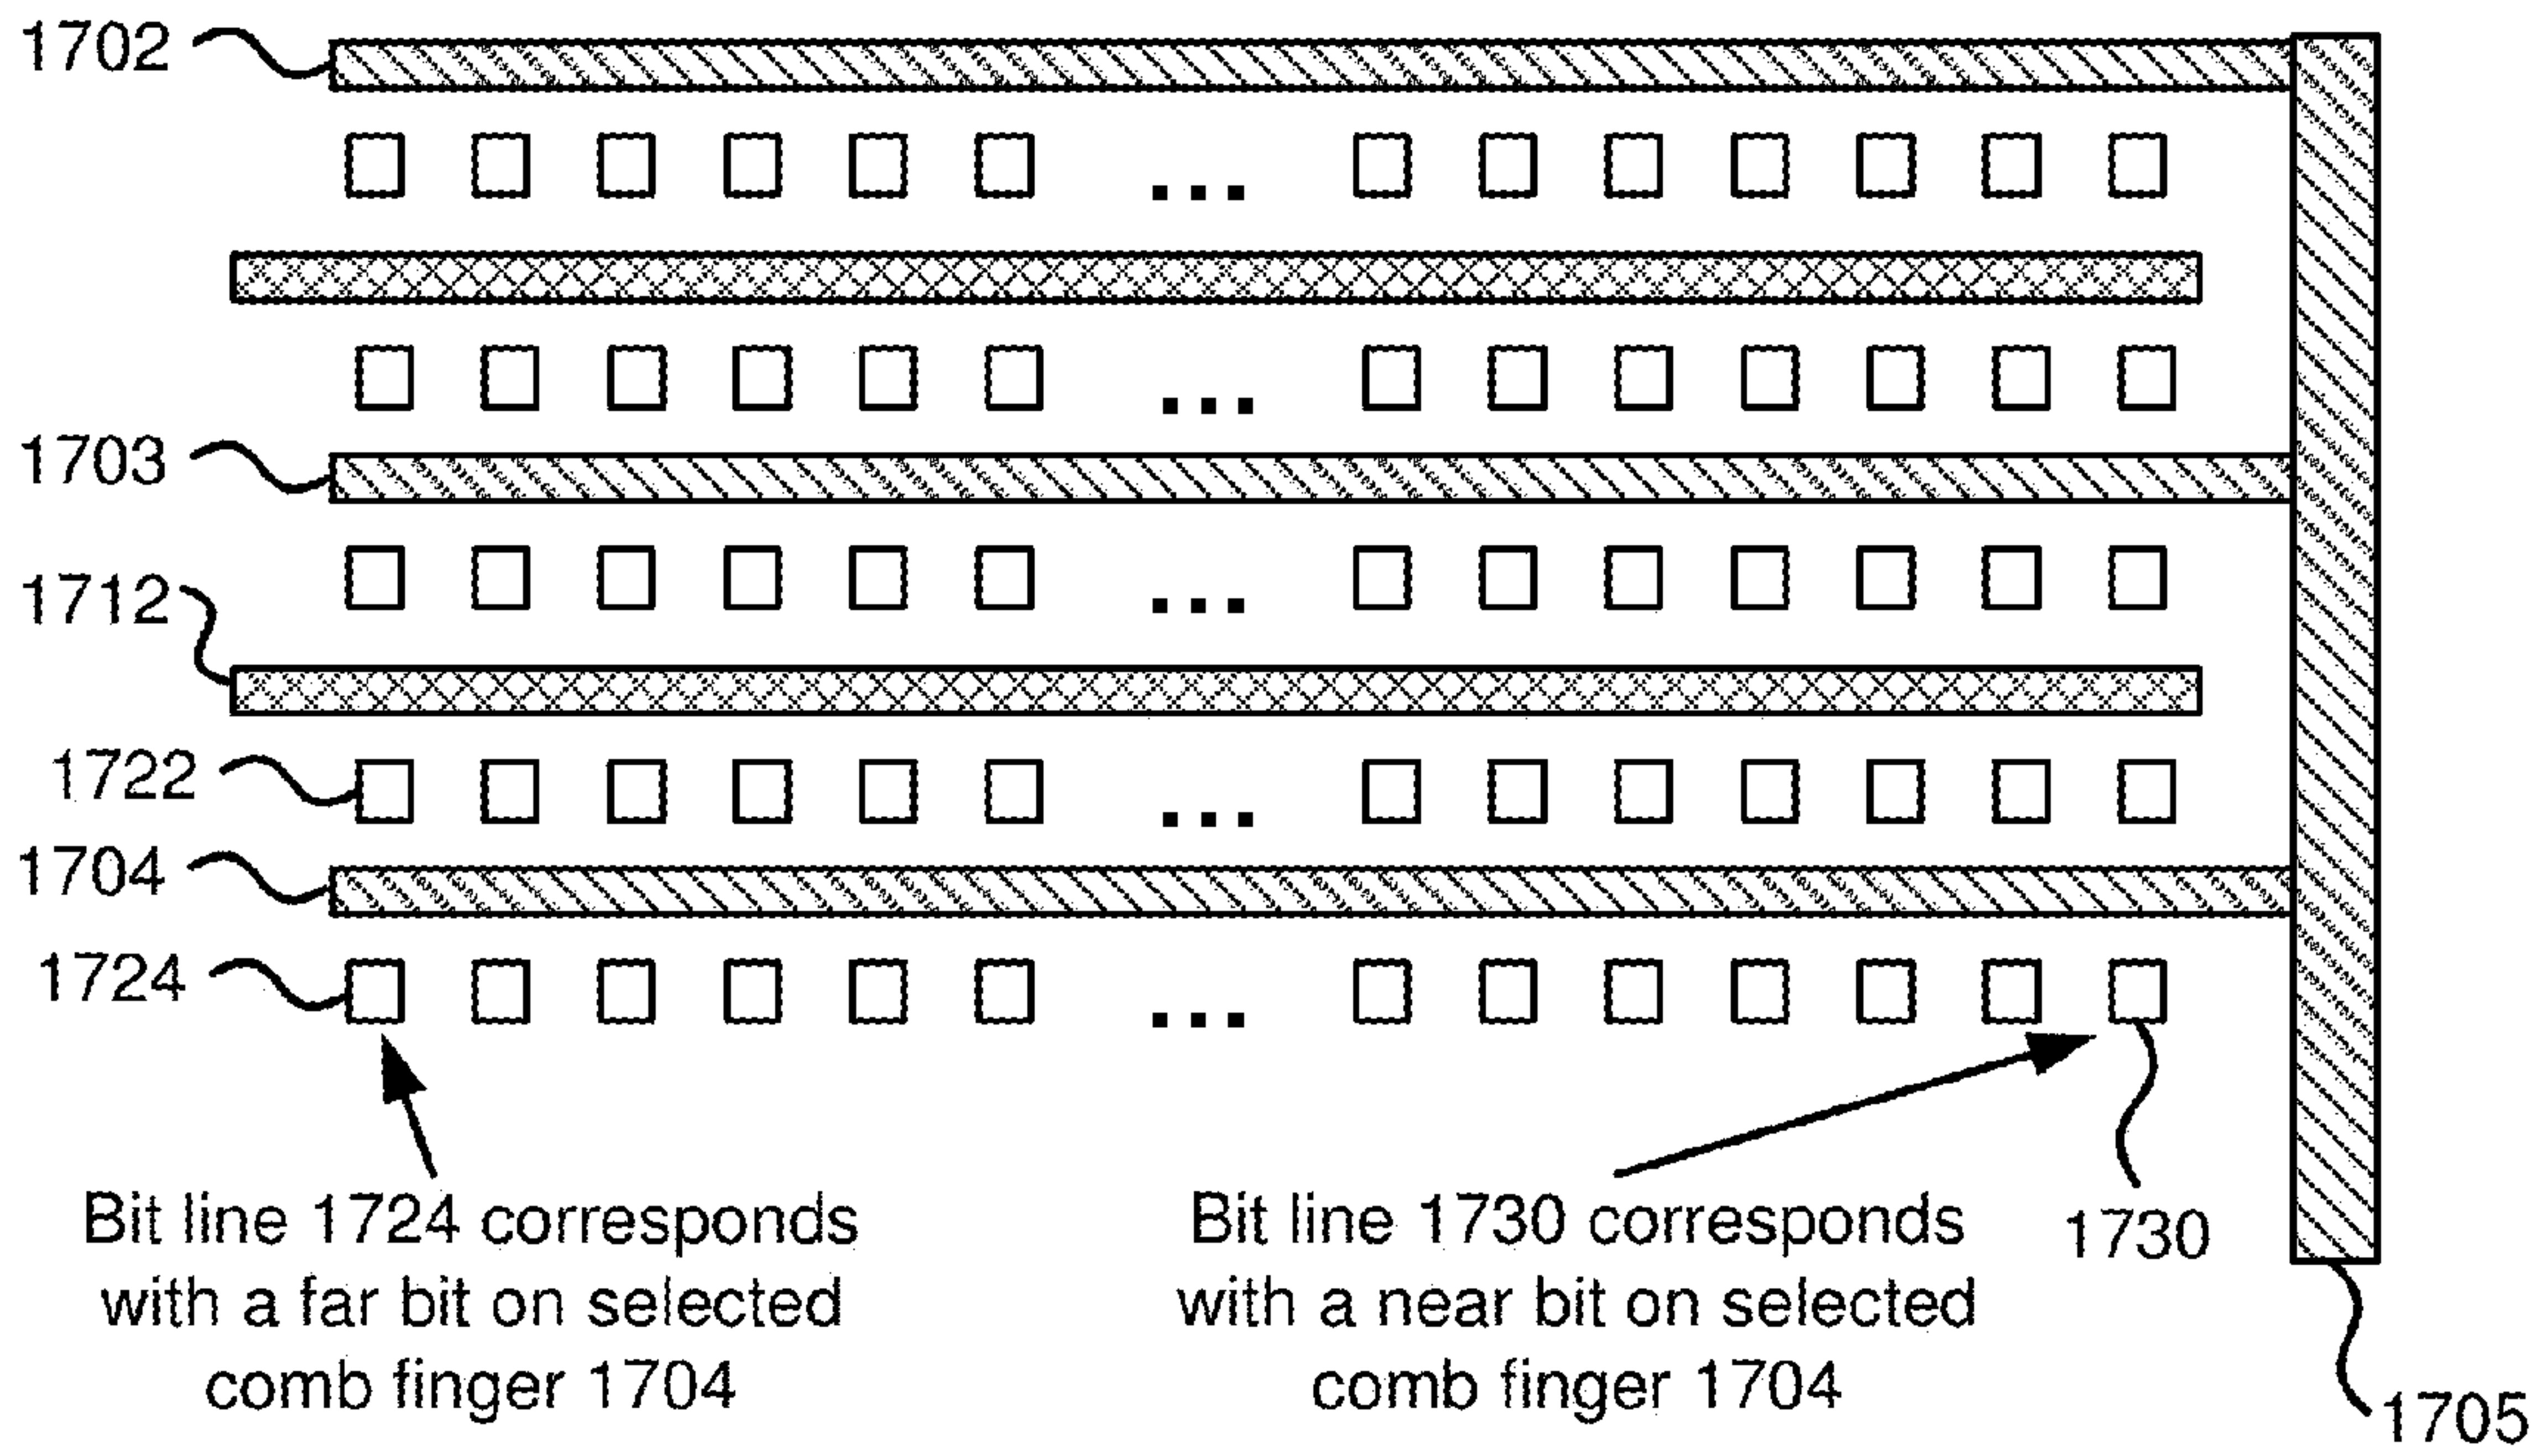 1702
1703
1712
1722
1704
1724
Bit line 1724 corresponds
with a far bit on selected
comb finger 1704
Bit line 1730 corresponds
with a near bit on selected
comb finger 1704
1730
1705